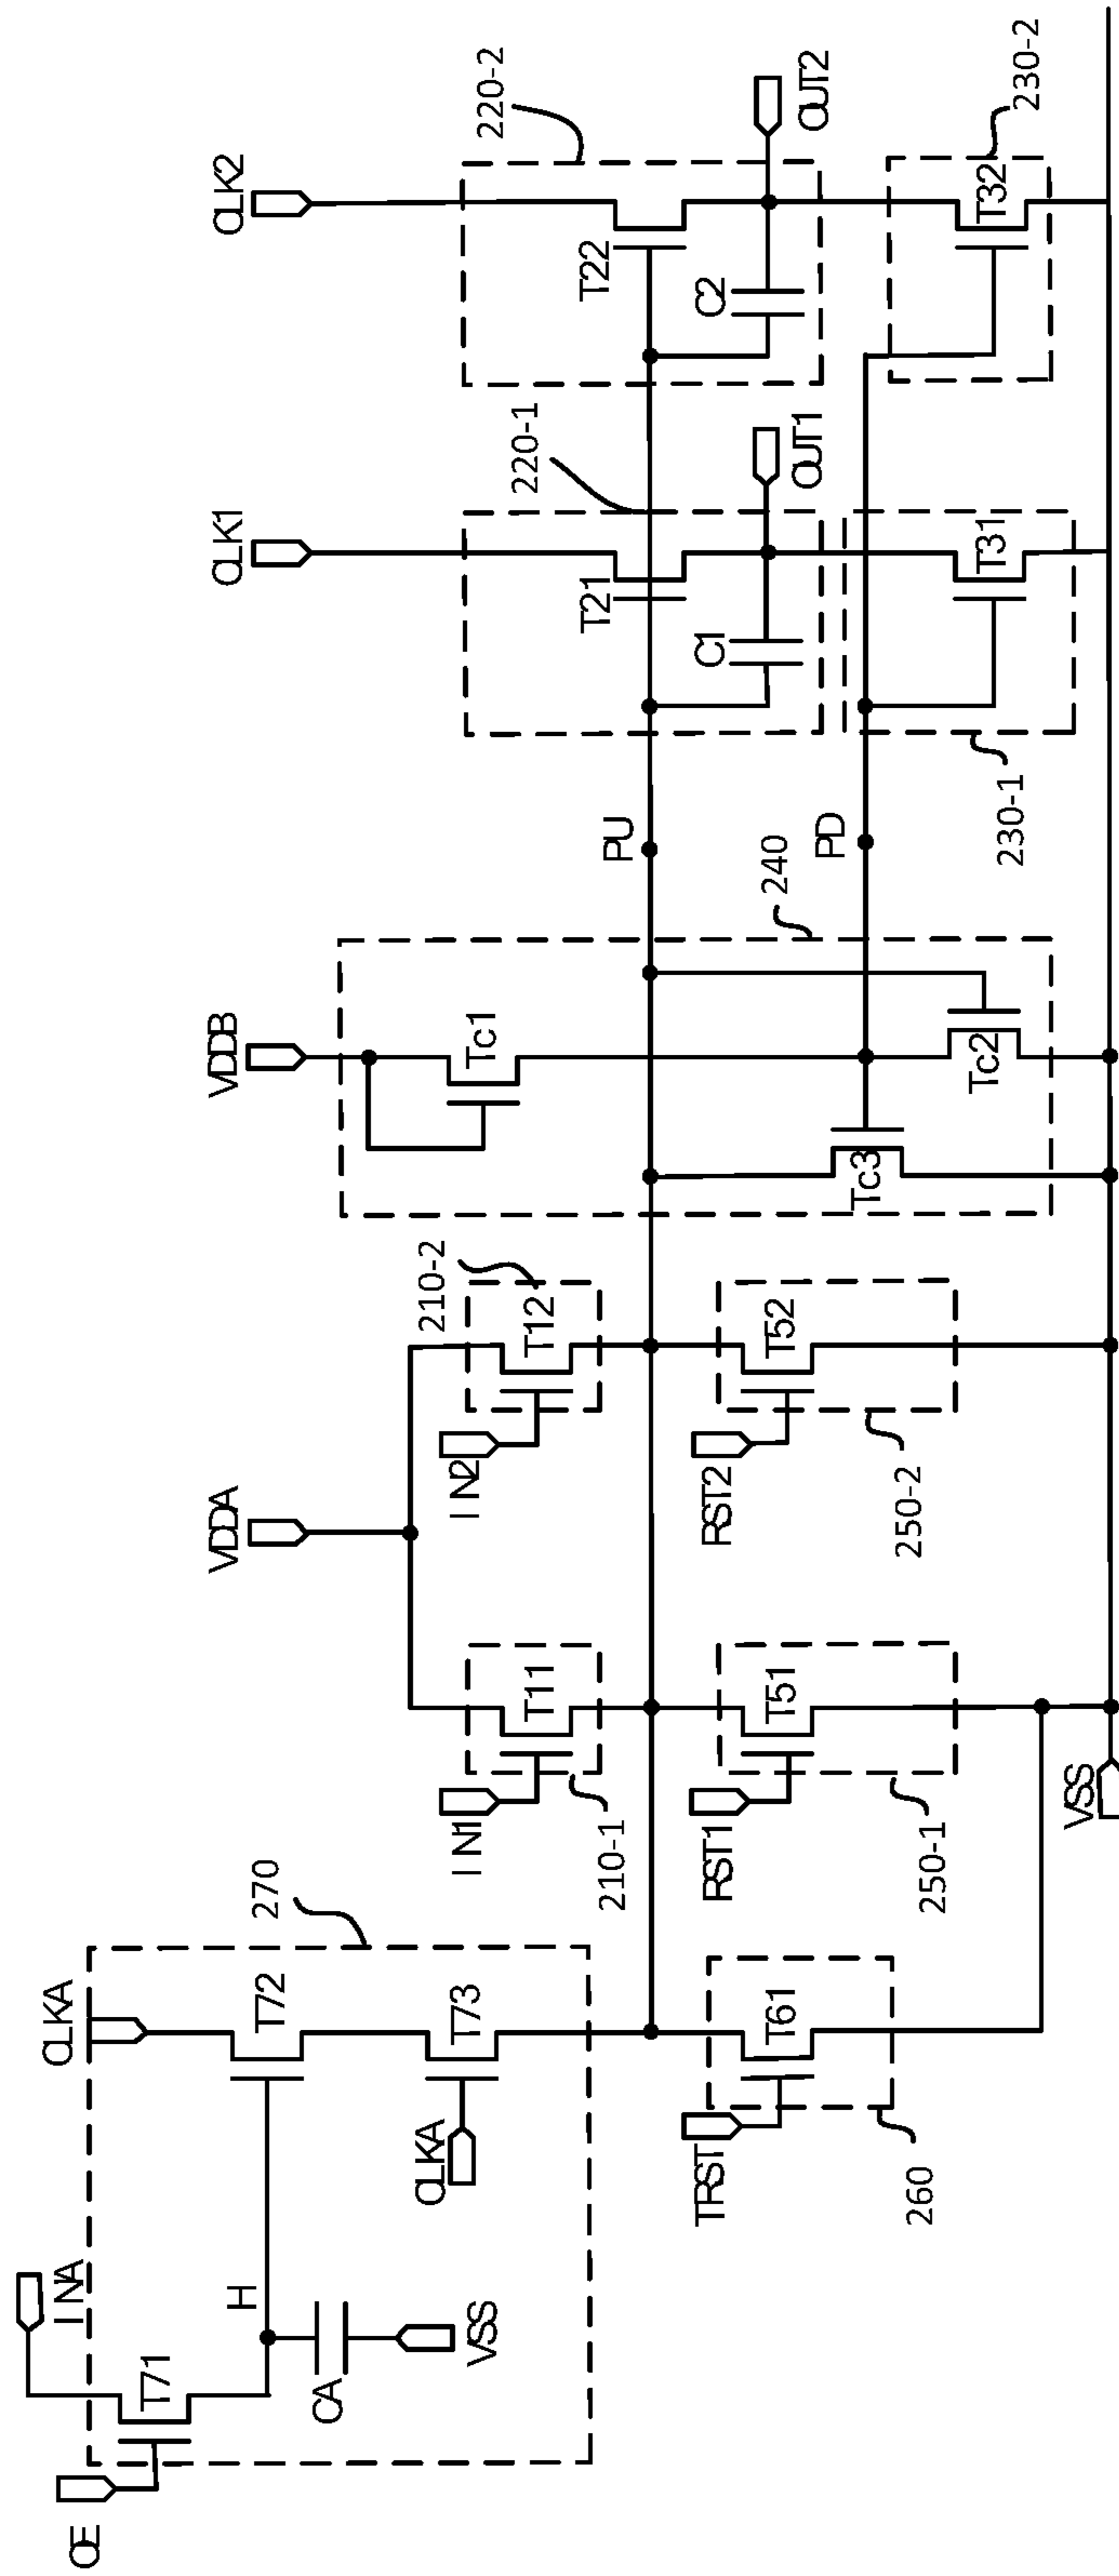 OE
INA
T71
CA
VSS
H
CLKA
T72
CLKA
T73
270
TRST
T61
260
VDDA
IN1
T11
210-1
IN2
T12
210-2
RST1
T51
250-1
RST2
T52
250-2
VSS
VDDB
Tc1
Tc3
Tc2
240
PU
PD
CLK1
T21
C1
220-1
OUT1
T31
230-1
CLK2
T22
C2
220-2
OUT2
T32
230-2